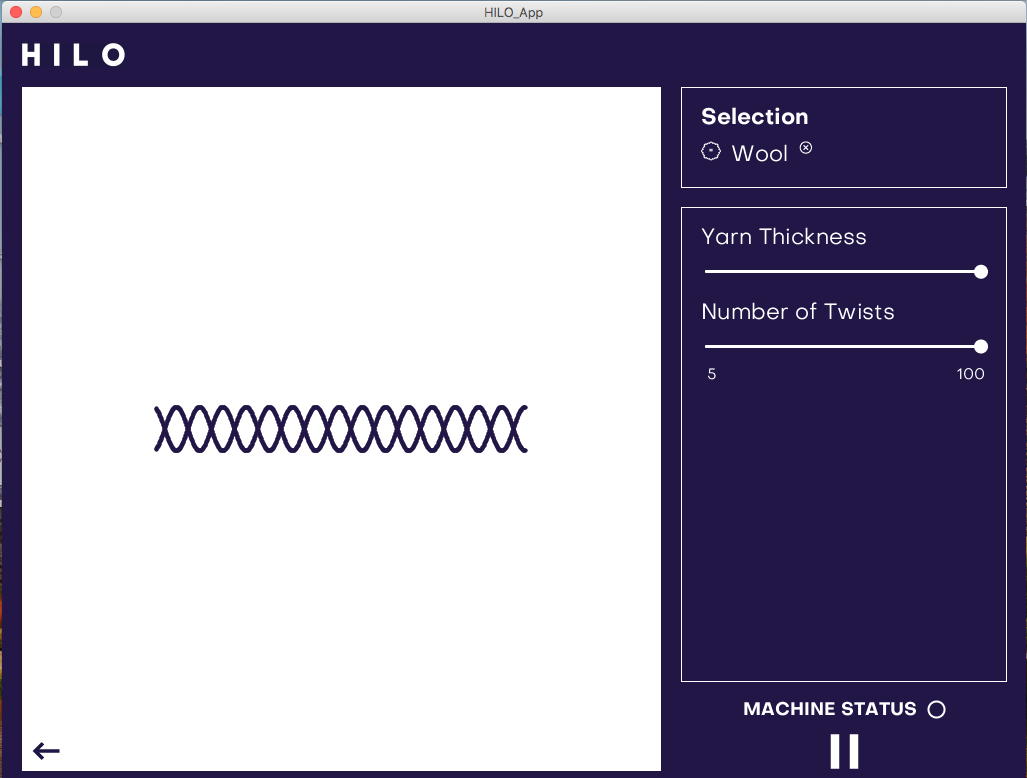 HILO_App
HILO
Selection
Wool
Yarn Thickness
Number of Twists
5 100
MACHINE STATUS